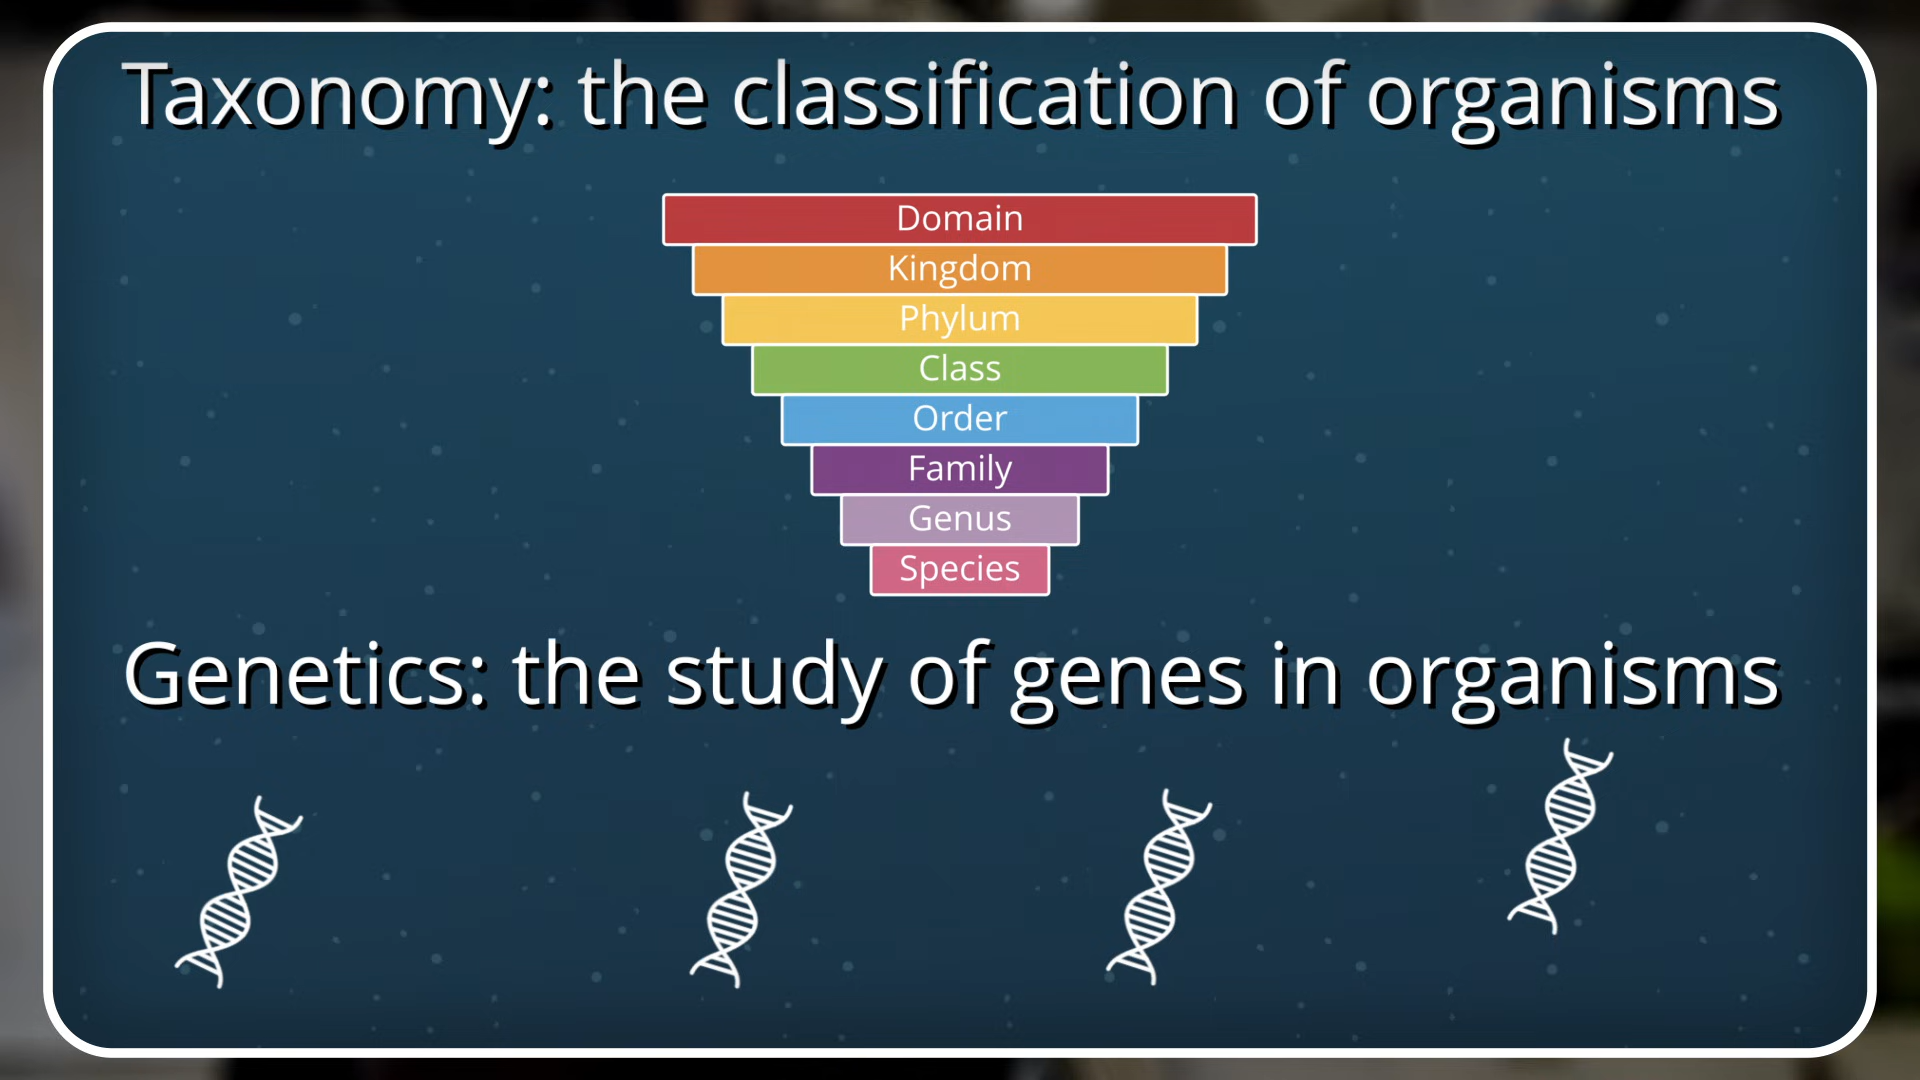 Taxonomy: the classification of organisms
Domain
Kingdom
Phylum
Class
Order
Family
Genus
Species
Genetics: the study of genes in organisms